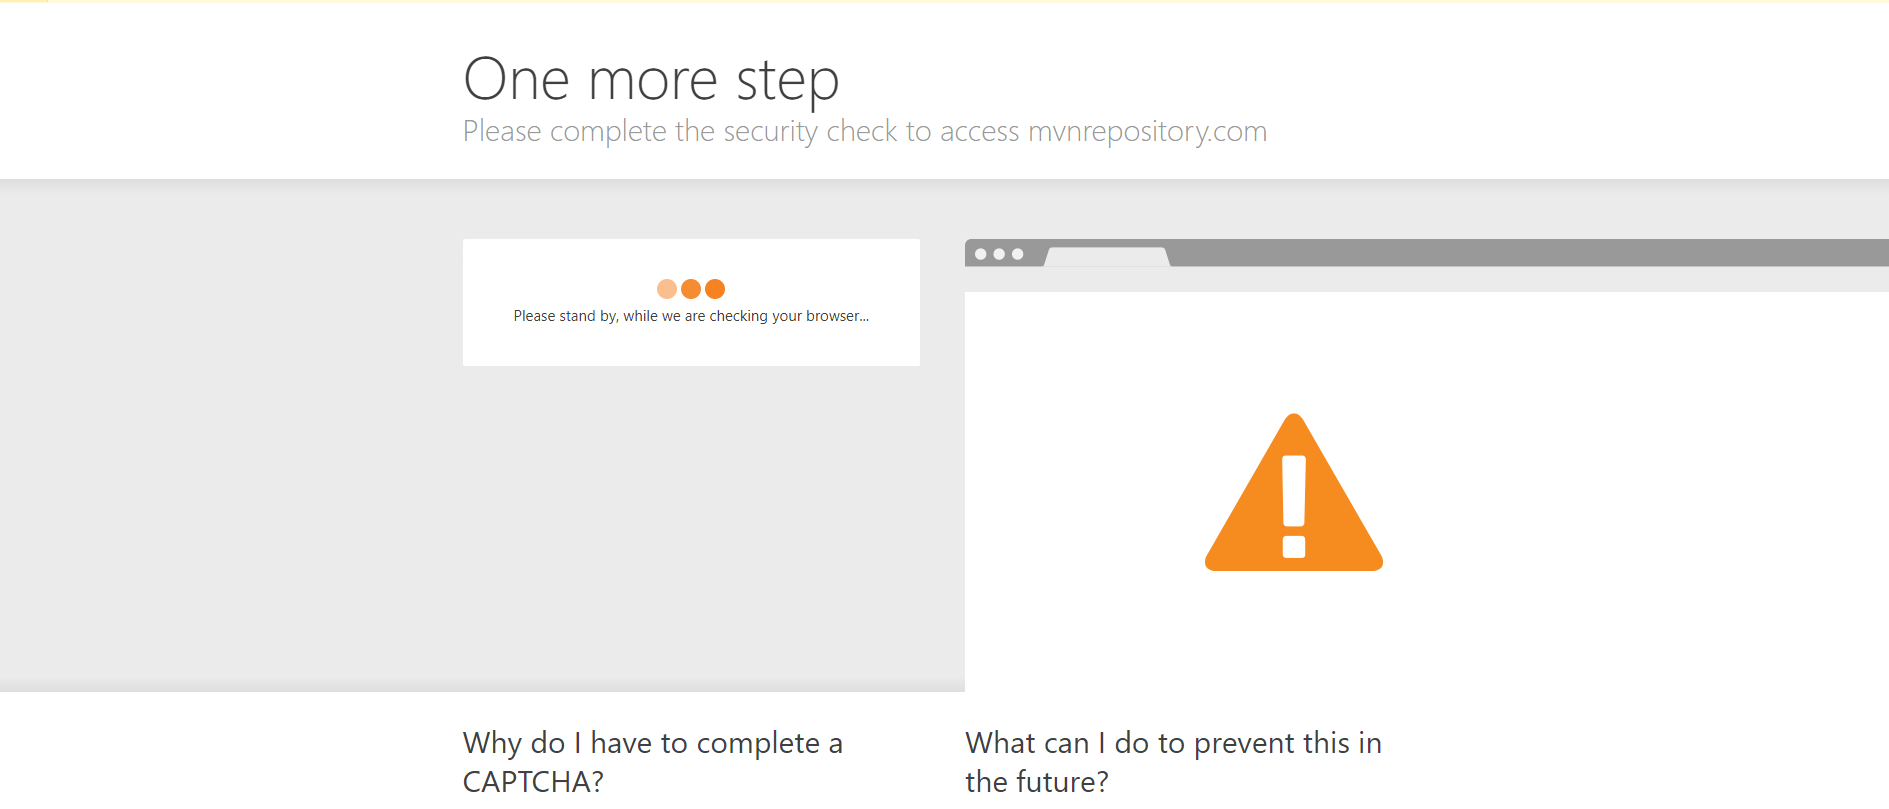 One more step
Please complete the security check to access mvnrepository.com
Please stand by, while we are checking your browser...
Why do I have to complete a
CAPTCHA?
What can I do to prevent this in
the future?